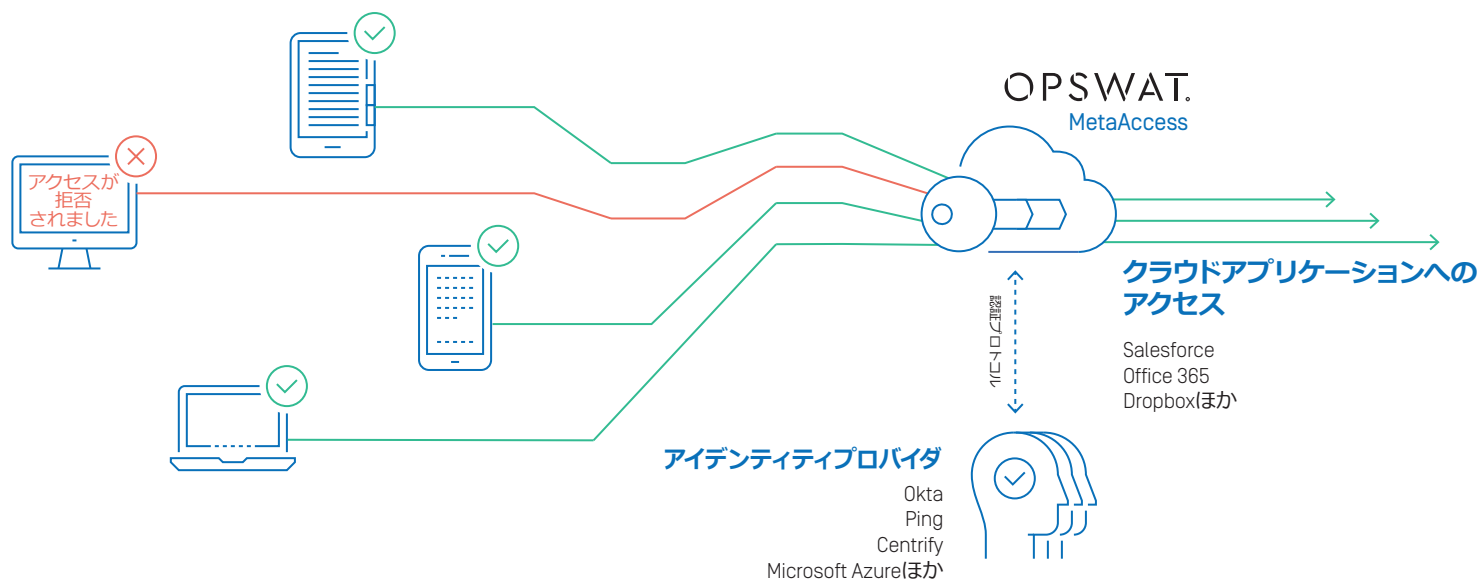 OPSWAT.
MetaAccess
アクセスが
拒否
されました
クラウドアプリケーションへの
アクセス
Salesforce
Office 365
Dropboxほか
認証プロトコル
アイデンティティプロバイダ
Okta
Ping
Centrify
Microsoft Azureほか